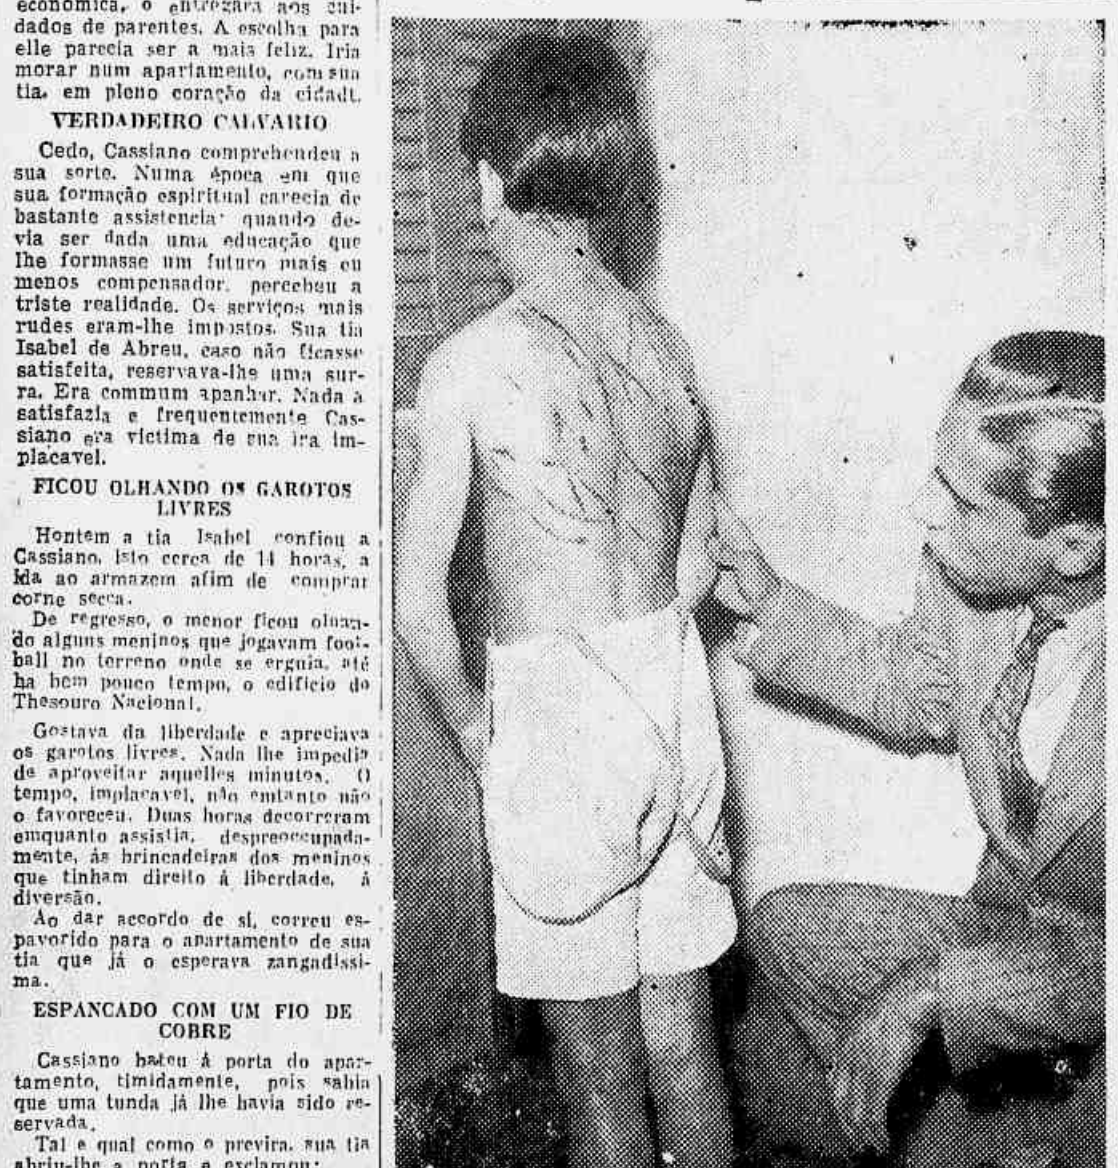 economica, o entregara aos cui-
dados de parentes. A escolha para
elle parecia ser a mais feliz. Iria
morar num apartamento, com sua
tia, em pleno coração da cidadt.
VERDADEIRO CALVARIO
Cedo, Cassiano comprehendeu a
sua sorte. Numa época em que
sua formação espiritual carecia de
bastante assistencia; quando de-
via ser dada uma educação que
lhe formasse um futuro mais ou
menos compensador, percebeu a
triste realidade. Os serviços mais
rudes eram-lhe impostos. Sua tia
Isabel de Abreu, caso não ficasse
satisfeita, reservava-lhe uma sur-
ra. Era commum apanhar. Nada a
satisfazia e frequentemente Cas-
siano era victima de sua ira im-
placavel.
FICOU OLHANDO OS GAROTOS
LIVRES
Hontem a tia Isabel confiou a
Cassiano, isto cerca de 14 horas, a
ida ao armazem afim de comprar
corne secca.
De regresso, o menor ficou olhan-
do alguns meninos que jogavam foot-
ball no terreno onde se erguia, até
ha bem pouco tempo, o edificio do
Thesouro Nacional.
Gostava da liberdade e apreciava
os garotos livres. Nada lhe impedia
de aproveitar aquelles minutos. O
tempo, implacavel, não emtanto não
o favoreceu. Duas horas decorreram
emquanto assistia, despreoccupada-
mente, ás brincadeiras dos meninos
que tinham direito á liberdade, á
diversão.
Ao dar accordo de si, correu es-
pavorido para o apartamento de sua
tia que já o esperava zangadissi-
ma.
ESPANCADO COM UM FIO DE
COBRE
Cassiano bateu á porta do apar-
tamento, timidamente, pois sabia
que uma tunda já lhe havia sido re-
servada.
Tal e qual como o previra, sua tia
abriu-lhe a porta e exclamou: